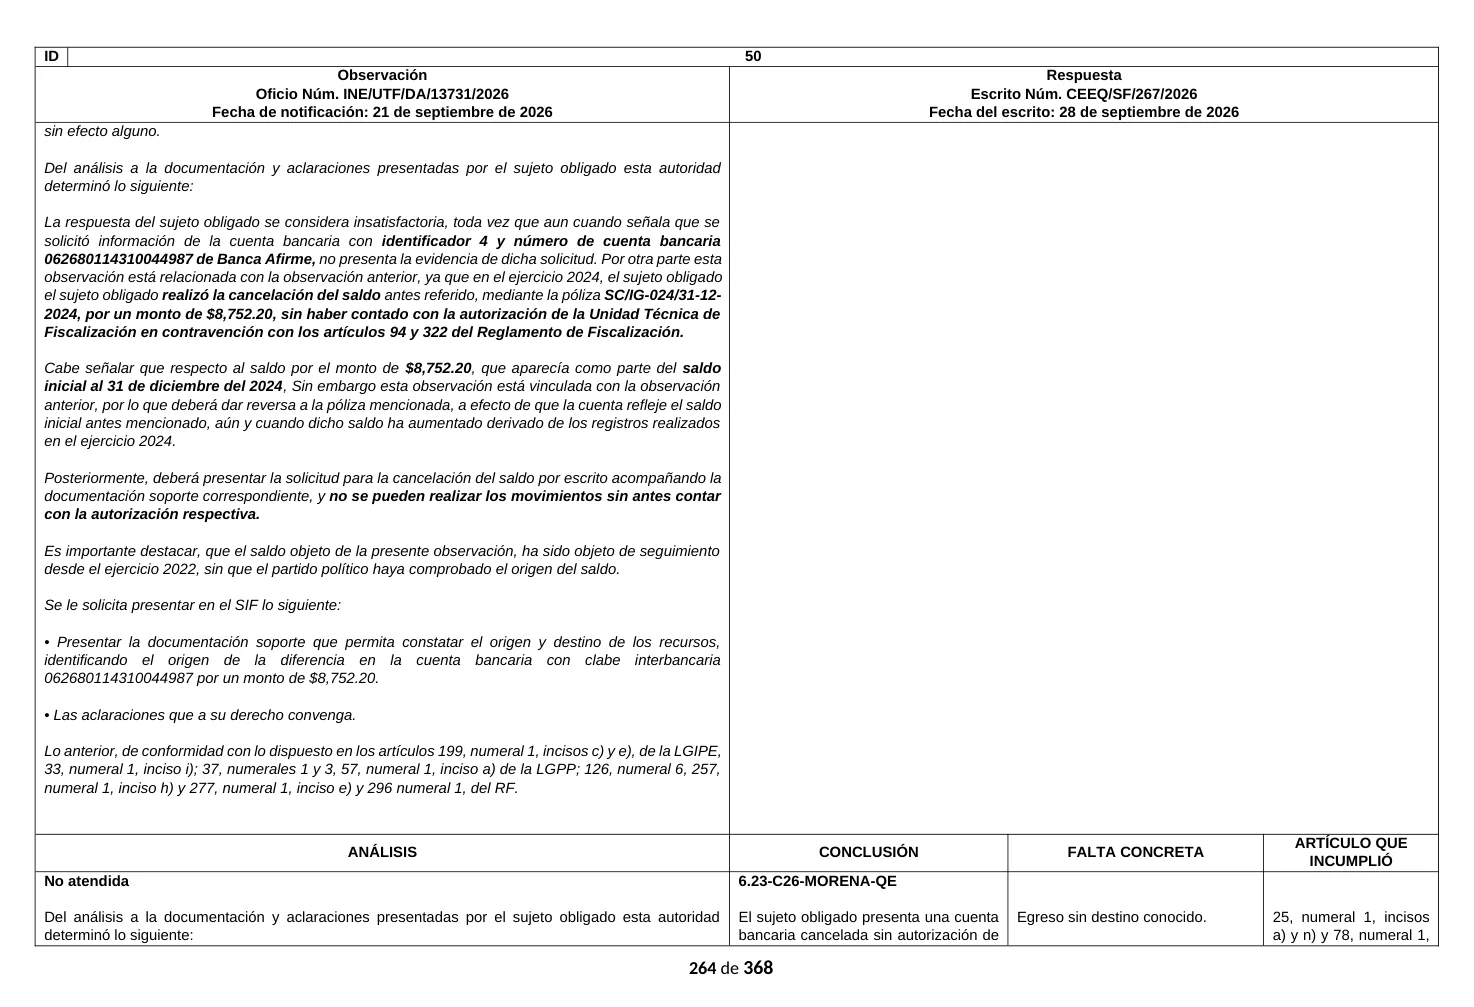 ID 50
Observación
Oficio Núm. INE/UTF/DA/13731/2026
Fecha de notificación: 21 de septiembre de 2026
Respuesta
Escrito Núm. CEEQ/SF/267/2026
Fecha del escrito: 28 de septiembre de 2026
sin efecto alguno.
Del análisis a la documentación y aclaraciones presentadas por el sujeto obligado esta autoridad
determinó lo siguiente:
La respuesta del sujeto obligado se considera insatisfactoria, toda vez que aun cuando señala que se
solicitó información de la cuenta bancaria con identificador 4 y número de cuenta bancaria
062680114310044987 de Banca Afirme, no presenta la evidencia de dicha solicitud. Por otra parte esta
observación está relacionada con la observación anterior, ya que en el ejercicio 2024, el sujeto obligado
el sujeto obligado realizó la cancelación del saldo antes referido, mediante la póliza SC/IG-024/31-12-
2024, por un monto de $8,752.20, sin haber contado con la autorización de la Unidad Técnica de
Fiscalización en contravención con los artículos 94 y 322 del Reglamento de Fiscalización.
Cabe señalar que respecto al saldo por el monto de $8,752.20, que aparecía como parte del saldo
inicial al 31 de diciembre del 2024, Sin embargo esta observación está vinculada con la observación
anterior, por lo que deberá dar reversa a la póliza mencionada, a efecto de que la cuenta refleje el saldo
inicial antes mencionado, aún y cuando dicho saldo ha aumentado derivado de los registros realizados
en el ejercicio 2024.
Posteriormente, deberá presentar la solicitud para la cancelación del saldo por escrito acompañando la
documentación soporte correspondiente, y no se pueden realizar los movimientos sin antes contar
con la autorización respectiva.
Es importante destacar, que el saldo objeto de la presente observación, ha sido objeto de seguimiento
desde el ejercicio 2022, sin que el partido político haya comprobado el origen del saldo.
Se le solicita presentar en el SIF lo siguiente:
• Presentar la documentación soporte que permita constatar el origen y destino de los recursos,
identificando el origen de la diferencia en la cuenta bancaria con clabe interbancaria
062680114310044987 por un monto de $8,752.20.
• Las aclaraciones que a su derecho convenga.
Lo anterior, de conformidad con lo dispuesto en los artículos 199, numeral 1, incisos c) y e), de la LGIPE,
33, numeral 1, inciso i); 37, numerales 1 y 3, 57, numeral 1, inciso a) de la LGPP; 126, numeral 6, 257,
numeral 1, inciso h) y 277, numeral 1, inciso e) y 296 numeral 1, del RF.
ANÁLISIS
CONCLUSIÓN
FALTA CONCRETA
ARTÍCULO QUE
INCUMPLIÓ
No atendida
Del análisis a la documentación y aclaraciones presentadas por el sujeto obligado esta autoridad
determinó lo siguiente:
6.23-C26-MORENA-QE
El sujeto obligado presenta una cuenta
bancaria cancelada sin autorización de
Egreso sin destino conocido.
25, numeral 1, incisos
a) y n) y 78, numeral 1,
264 de 368